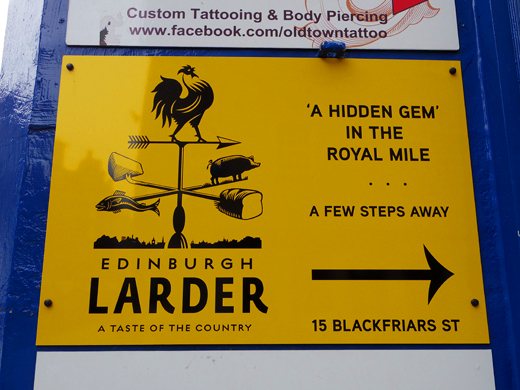 Custom Tattooing & Body Piercing
www.facebook.com/oldtowntattoo
'A HIDDEN GEM'
IN THE
ROYAL MILE
. . .
A FEW STEPS AWAY
15 BLACKFRIARS ST
EDINBURGH
LARDER
A TASTE OF THE COUNTRY